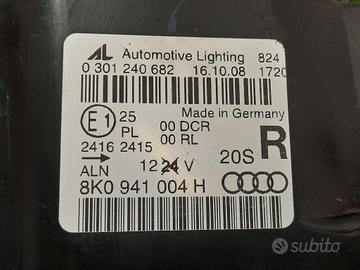 AL Automotive Lighting 824
0 301 240 682 16.10.08 1720
Made in Germany
E1 25 00 DCR
PL 00 RL
2416 2415
12 24 V 20S R
ALN
8K0 941 004 H
subito